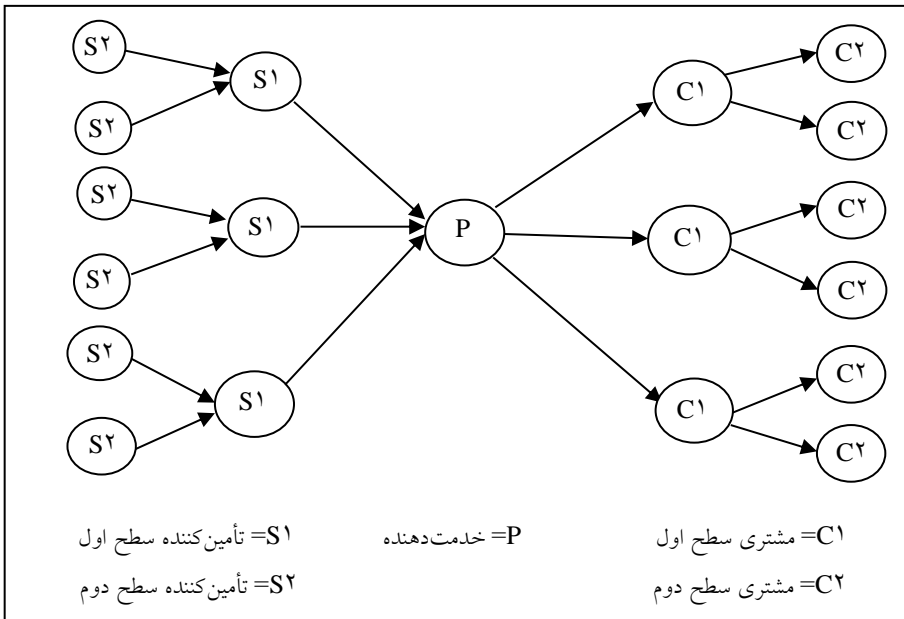 S۲
S۲
S۱
S۲
S۲
S۱
S۲
S۲
S۱
P
C۱
C۲
C۲
C۱
C۲
C۲
C۱
C۲
C۲
C۱= مشتری سطح اول
P= خدمت‌دهنده
S۱= تأمین‌کننده سطح اول
C۲= مشتری سطح دوم
S۲= تأمین‌کننده سطح دوم